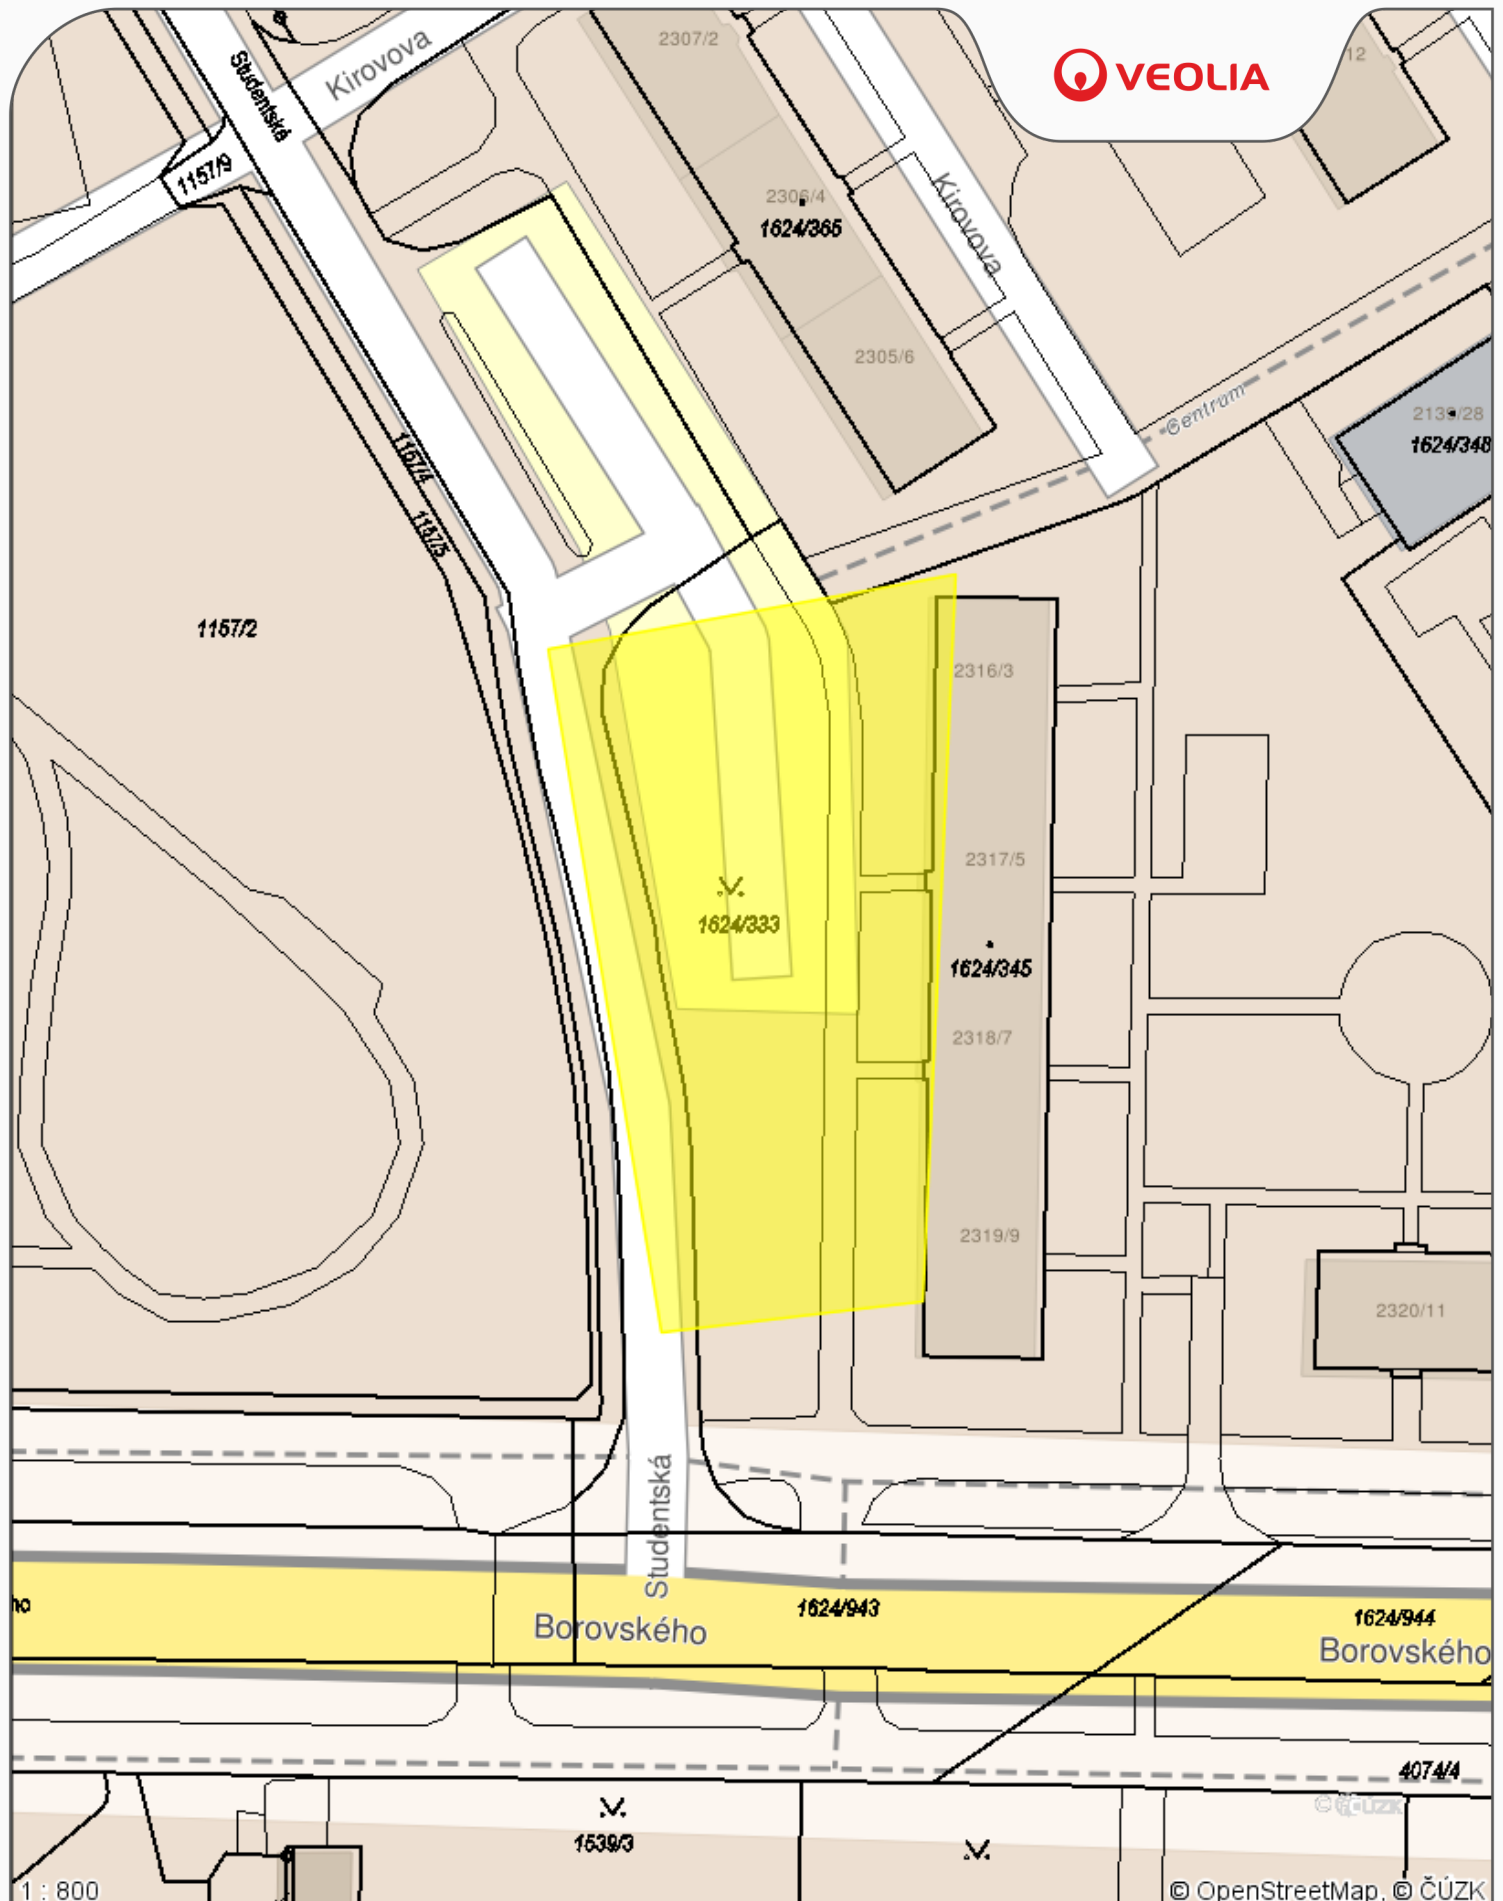 VEOLIA
Kirovova
Studentská
1157/9
2307/2
12
2306/4
1624/365
Kirovova
2305/6
Centrum
2139/28
1624/348
1157/4
1157/5
1157/2
2316/3
2317/5
1624/333
1624/345
2318/7
2319/9
2320/11
Studentská
ho
1624/943
1624/944
Borovského
Borovského
4074/4
© ČÚZK
1539/3
1 : 800
© OpenStreetMap, © ČÚZK